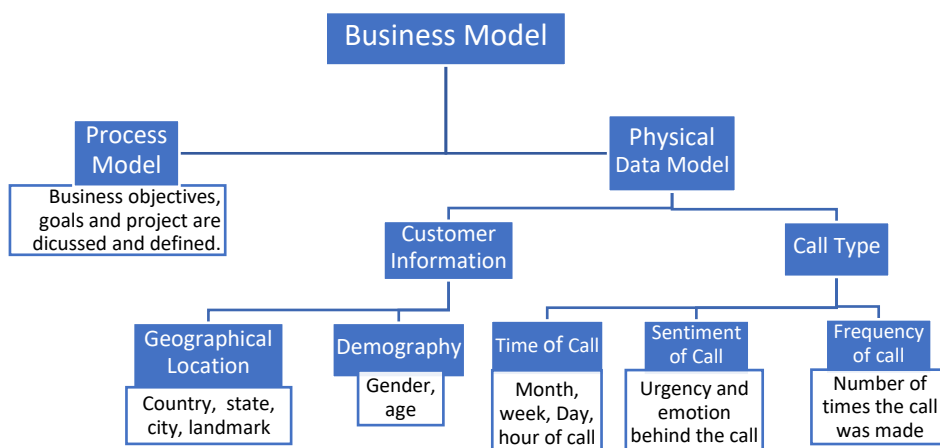 Business Model
Process
Model
Business objectives,
goals and project are
dicussed and defined.
Physical
Data Model
Customer
Information
Call Type
Geographical
Location
Country, state,
city, landmark
Demography
Gender,
age
Time of Call
Month,
week, Day,
hour of call
Sentiment
of Call
Urgency and
emotion
behind the call
Frequency
of call
Number of
times the call
was made